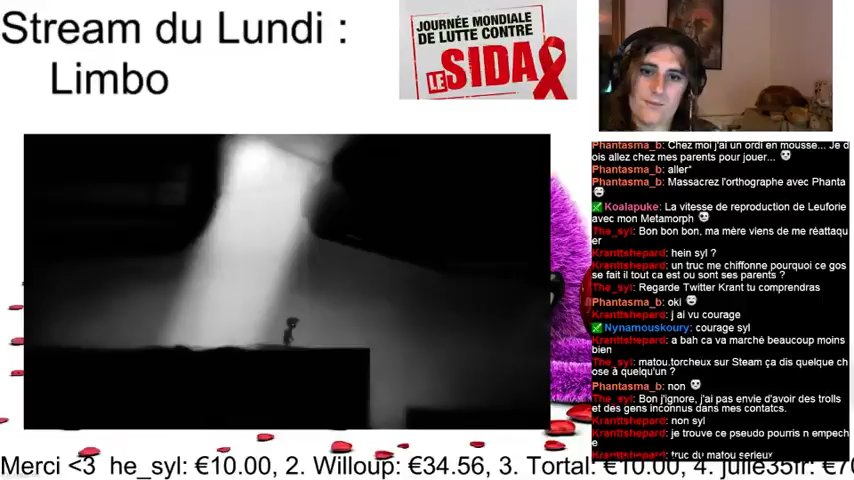 Stream du Lundi :
Limbo
JOURNÉE MONDIALE
DE LUTTE CONTRE
LE SIDA
Phantasma_b: Chez moi j'ai un ordi en mousse... Je d
ois allez chez mes parents pour jouer...
Phantasma_b: aller*
Phantasma_b: Massacrez l'orthographe avec Phanta
Koalapuke: La vitesse de reproduction de Leuforie
avec mon Metamorph
The_syl: Bon bon bon, ma mère viens de me réattaqu
er
Kranttshepard: hein syl ?
Kranttshepard: un truc me chiffonne pourquoi ce gos
se fait il tout ca est ou sont ses parents ?
The_syl: Regarde Twitter Krant tu comprendras
Phantasma_b: oki
Kranttshepard: j ai vu courage
Nynamouskoury: courage syl
Kranttshepard: a bah ca va marché beaucoup moins
bien
The_syl: matou.torcheux sur Steam ça dis quelque ch
ose à quelqu'un ?
Phantasma_b: non
The_syl: Bon j'ignore, j'ai pas envie d'avoir des trolls
et des gens inconnus dans mes contatcs.
Kranttshepard: non syl
Kranttshepard: je trouve ce pseudo pourris n empech
e
Kranttshepard: truc du matou serieux
Merci <3 he_syl: €10.00, 2. Willoup: €34.56, 3. Tortal: €10.00, 4. julie35fr: €70